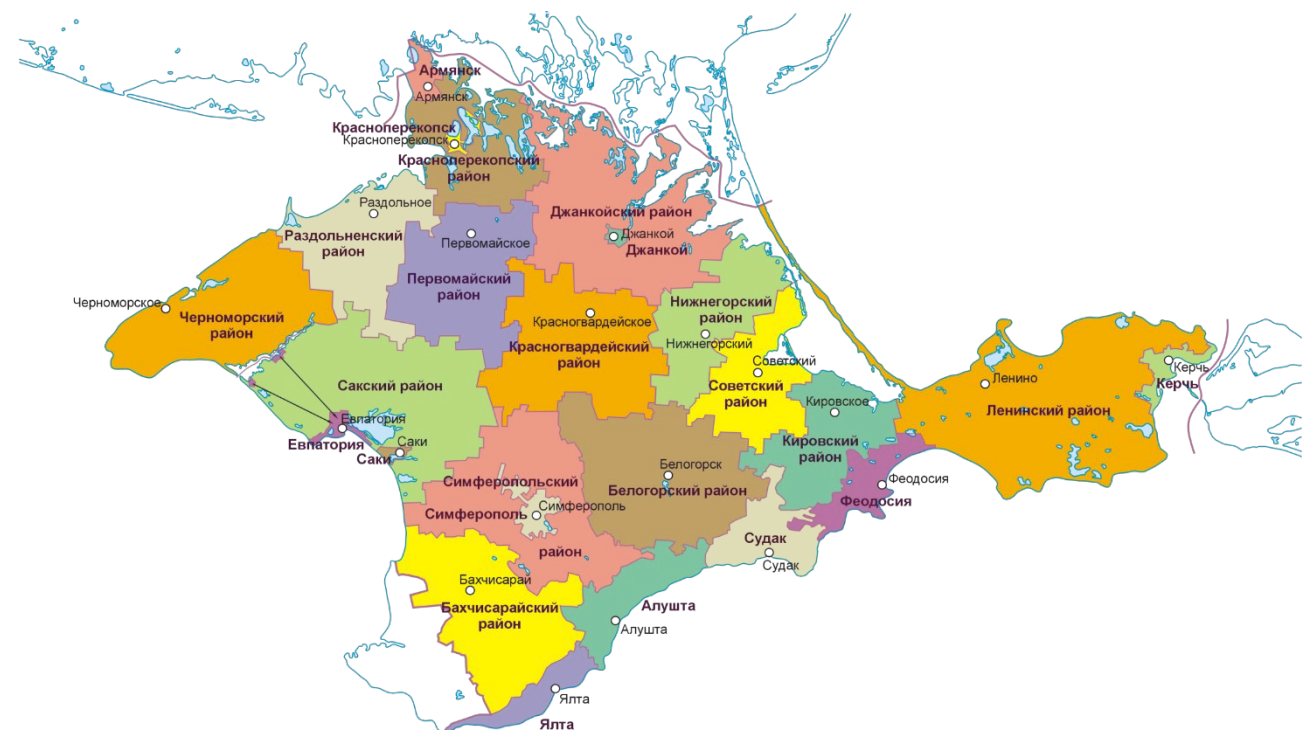 Армянск
Армянск
Красноперекопск
Красноперекопск
Красноперекопский
район
Раздольное
Раздольненский
район
Джанкойский район
Джанкой
Джанкой
Первомайское
Первомайский
район
Черноморское
Черноморский
район
Нижнегорский
район
Нижнегорский
Красногвардейское
Красногвардейский
район
Советский
Советский
район
Сакский район
Евпатория
Евпатория
Саки
Саки
Кировское
Кировский
район
Ленино
Ленинский район
Керчь
Керчь
Белогорск
Белогорский район
Феодосия
Феодосия
Симферопольский
Симферополь
Симферополь
район
Судак
Судак
Бахчисарай
Бахчисарайский
район
Алушта
Алушта
Ялта
Ялта